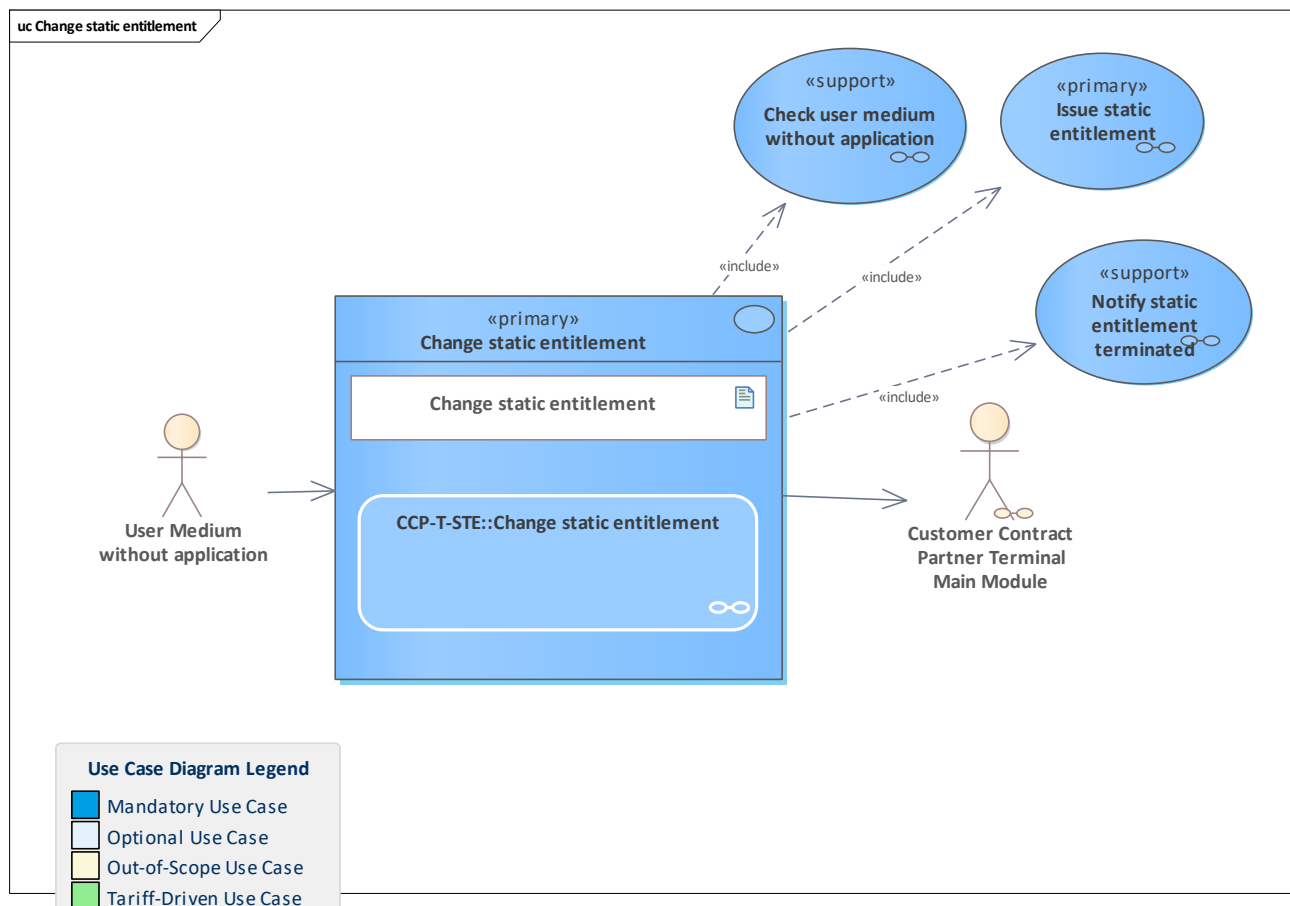 uc Change static entitlement
«support»
Check user medium
without application
«primary»
Issue static
entitlement
«include»
«include»
«support»
Notify static
entitlement
terminated
«include»
«primary»
Change static entitlement
Change static entitlement
CCP-T-STE::Change static entitlement
User Medium
without application
Customer Contract
Partner Terminal
Main Module
Use Case Diagram Legend
Mandatory Use Case
Optional Use Case
Out-of-Scope Use Case
Tariff-Driven Use Case